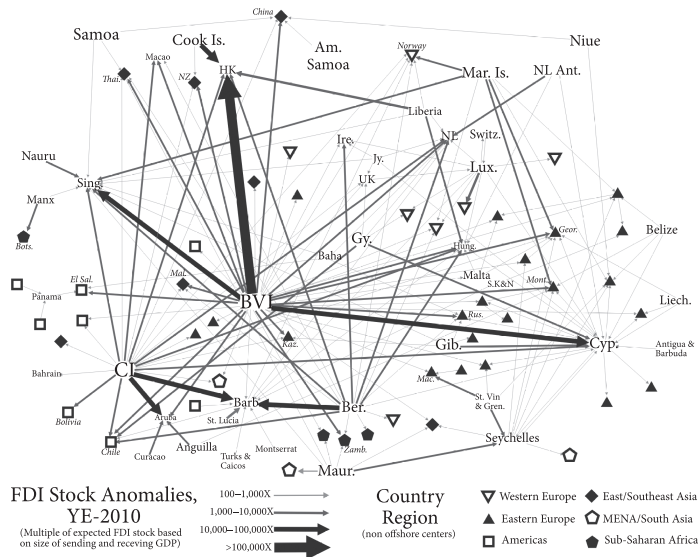 China
Samoa
Cook Is.
Am.
Samoa
Niue
Norway
Macao
Thai.
NZ
HK
Mar. Is.
NL Ant.
Liberia
NL
Switz.
Ire.
Jy.
UK
Lux.
Nauru
Sing.
Manx
Bots.
Geor.
Belize
Gy.
Baha
Hung.
Malta
S.K&N
Mont.
El Sal.
Mal.
Panama
BVI
Liech.
Rus.
Kaz.
Gib.
Cyp.
Antigua &
Barbuda
Bahrain
CI
Mac.
Bolivia
Aruba
Barb.
Ber.
St. Vin
& Gren.
St. Lucia
Chile
Curacao
Anguilla
Turks &
Caicos
Montserrat
Zamb.
Seychelles
Maur.
FDI Stock Anomalies,
YE-2010
(Multiple of expected FDI stock based
on size of sending and receving GDP)
100–1,000X
1,000–10,000X
10,000–100,000X
>100,000X
Country
Region
(non offshore centers)
Western Europe
Eastern Europe
Americas
East/Southeast Asia
MENA/South Asia
Sub-Saharan Africa